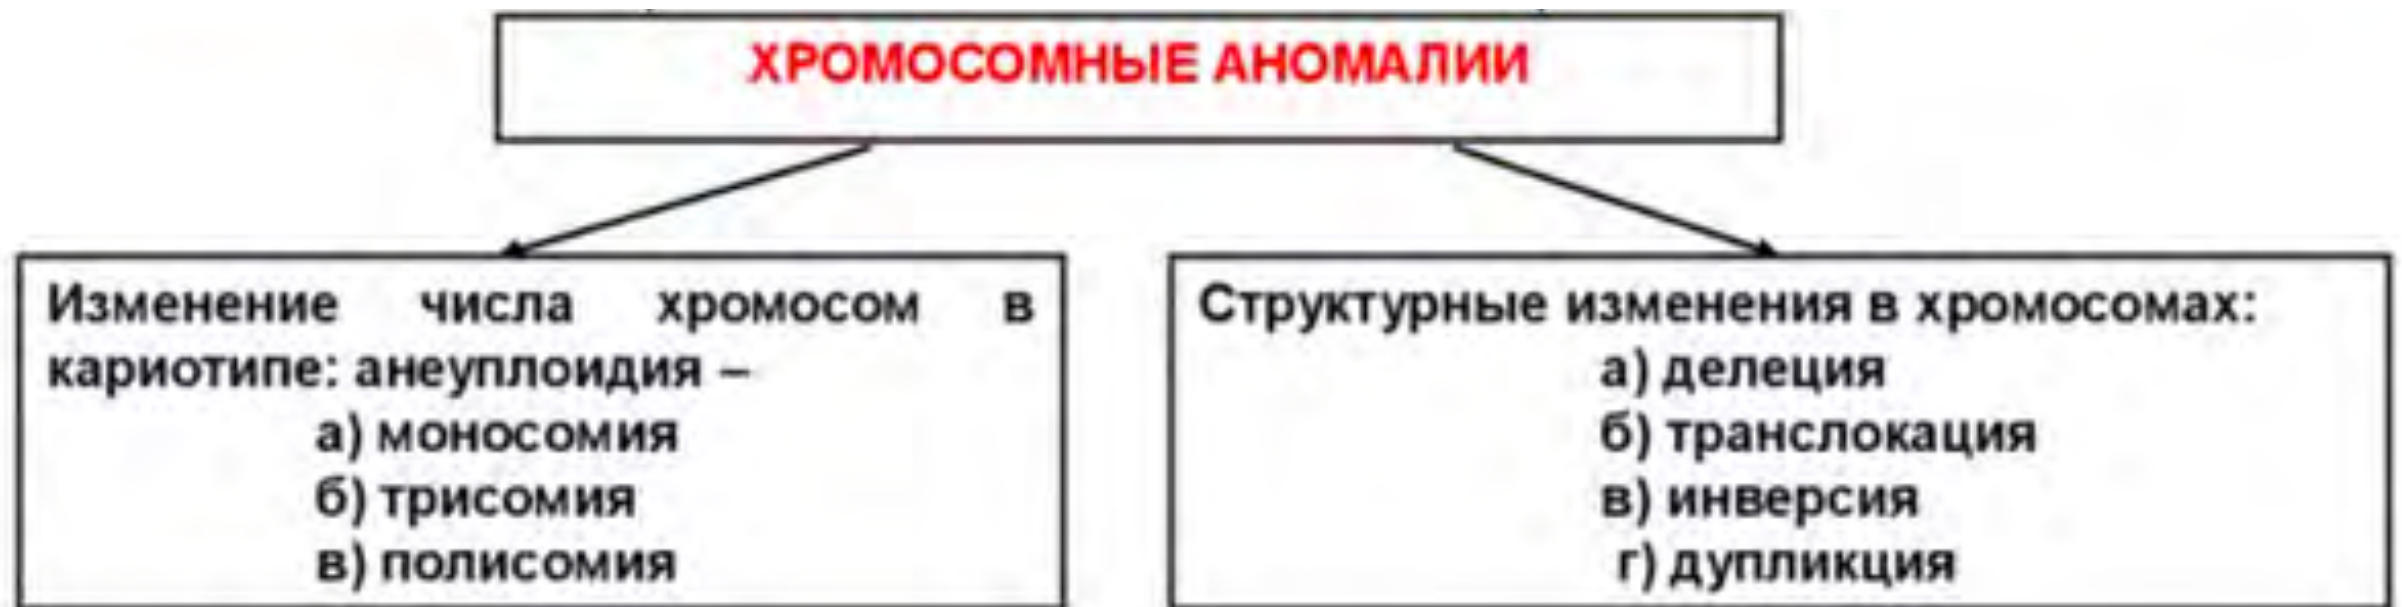 ХРОМОСОМНЫЕ АНОМАЛИИ
Изменение числа хромосом в
кариотипе: анеуплоидия –
а) моносомия
б) трисомия
в) полисомия
Структурные изменения в хромосомах:
а) делеция
б) транслокация
в) инверсия
г) дупликция